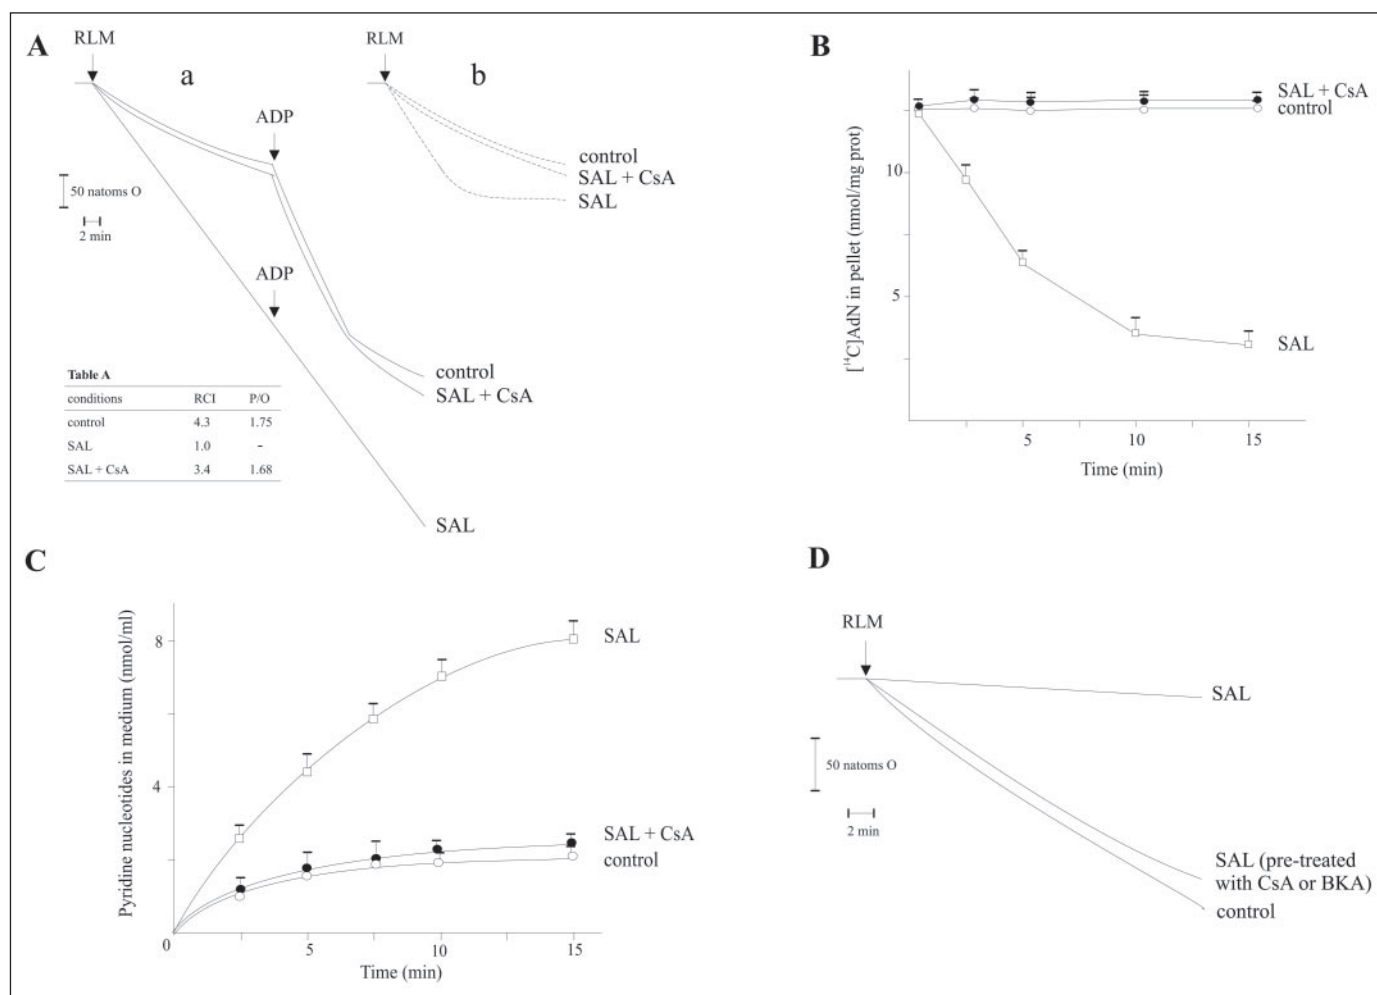 A
RLM
a
ADP
50 natoms O
2 min
ADP
control
SAL + CsA
SAL
Table A
conditions RCI P/O
control 4.3 1.75
SAL 1.0 -
SAL + CsA 3.4 1.68
RLM
b
control
SAL + CsA
SAL
B
[¹⁴C]AdN in pellet (nmol/mg prot)
10
5
SAL + CsA
control
SAL
5 10 15
Time (min)
C
Pyridine nucleotides in medium (nmol/ml)
8
4
0 5 10 15
SAL
SAL + CsA
control
Time (min)
D
RLM
SAL
50 natoms O
2 min
SAL (pre-treated
with CsA or BKA)
control